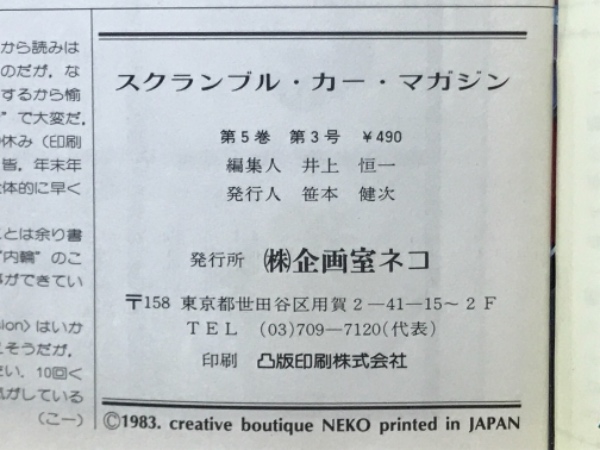 から読みは
のだが，な
するから愉
”で大変だ．
休み（印刷
皆，年末年
体的に早く
とは余り書
“内輪”のこ
ができてい
sion〉はいか
こそうだが，
い．10回く
がしている
（こー）
スクランブル・カー・マガジン
第5巻 第3号 ￥490
編集人 井上 恒一
発行人 笹本 健次
発行所 ㈱企画室ネコ
〒158 東京都世田谷区用賀2－41－15～2F
TEL (03)709－7120(代表)
印刷 凸版印刷株式会社
©1983. creative boutique NEKO printed in JAPAN